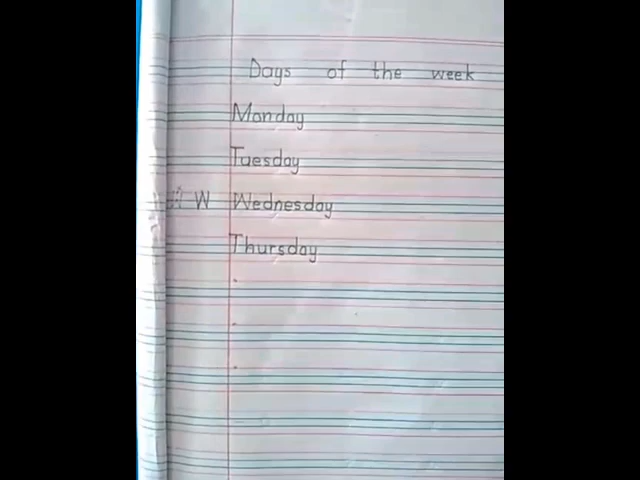 Days of the week
Monday
Tuesday
W Wednesday
Thursday